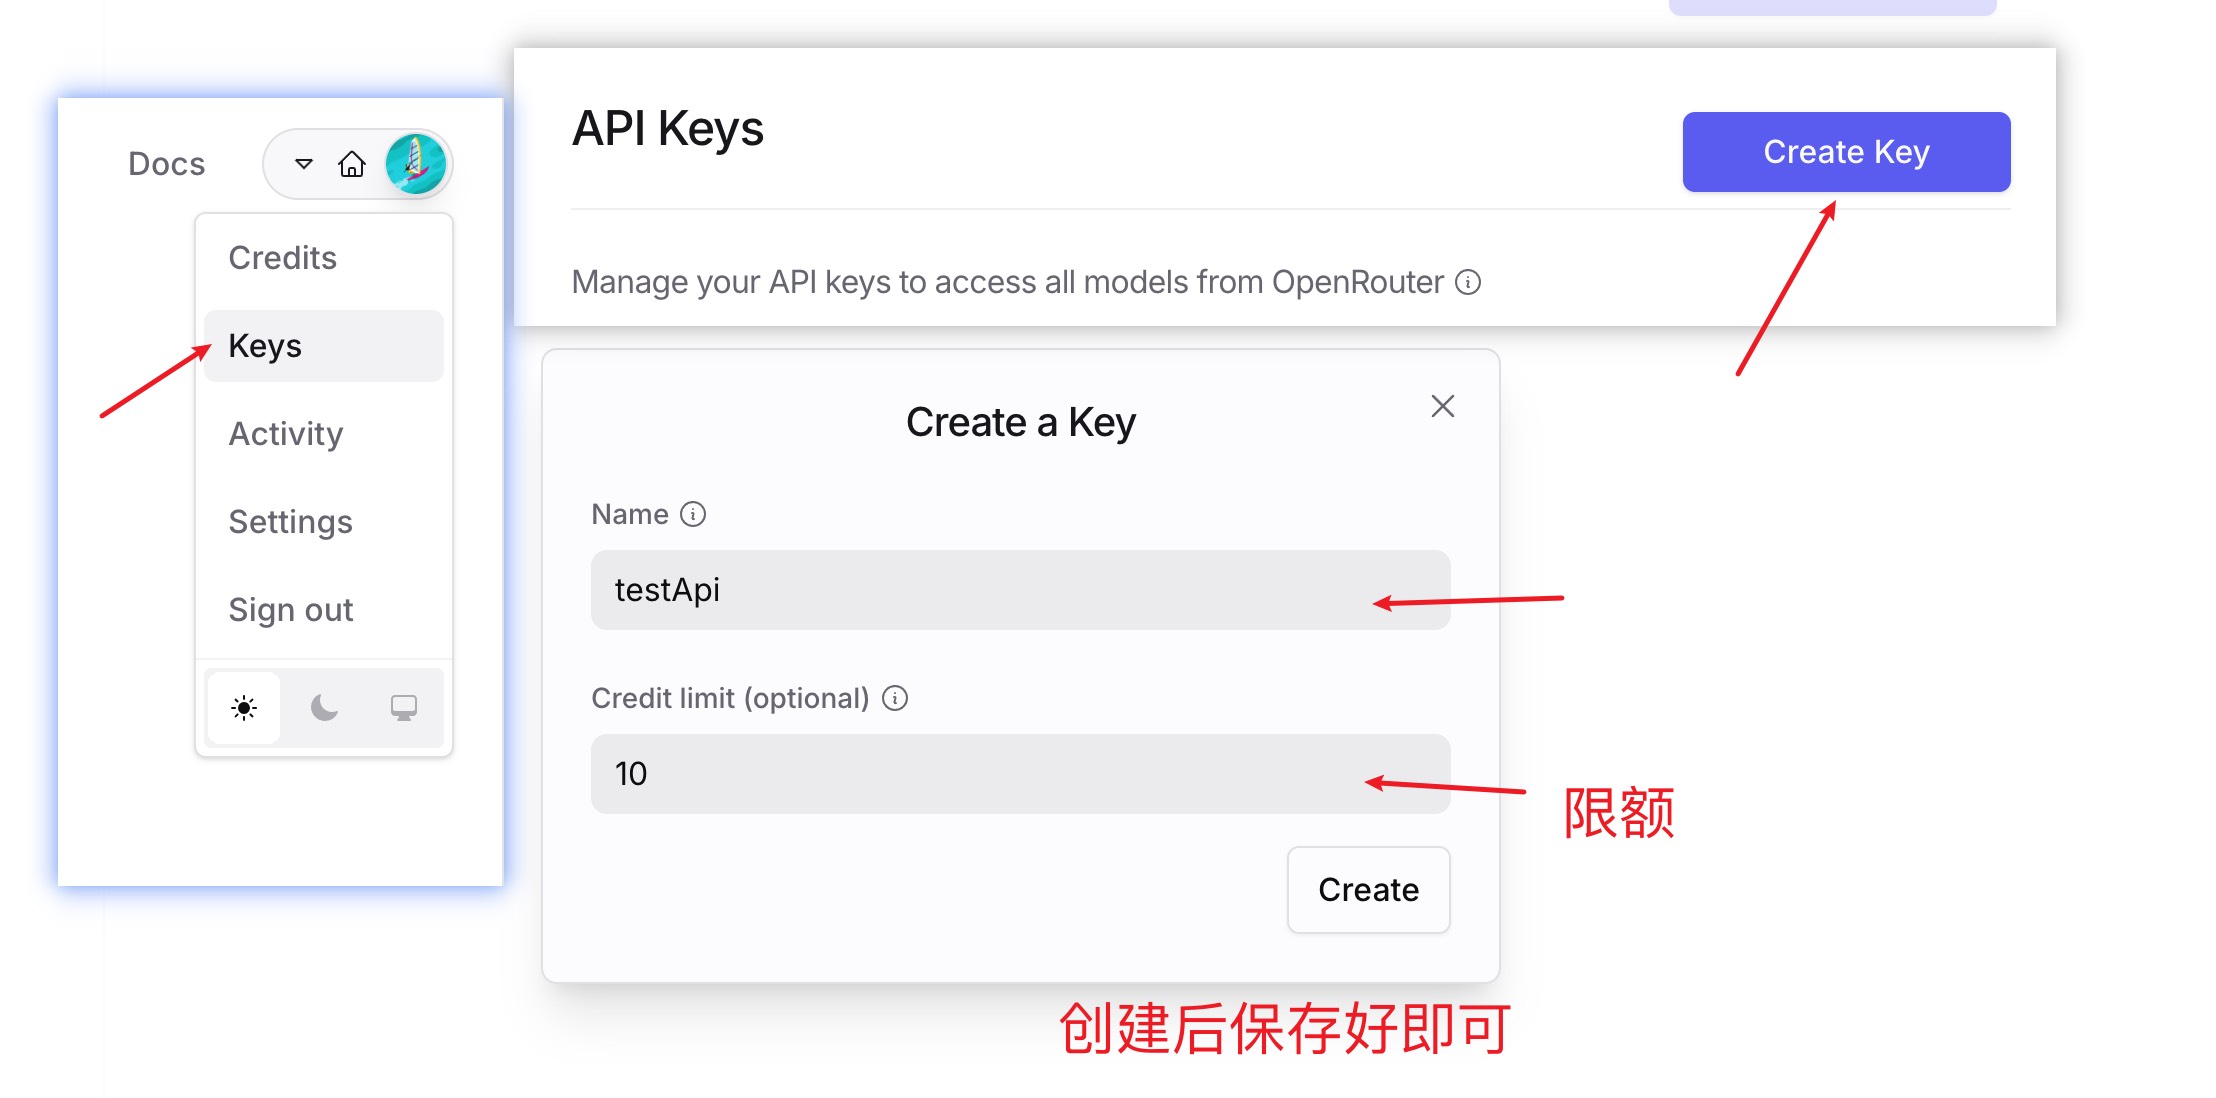 Docs
Credits
Keys
Activity
Settings
Sign out
API Keys
Create Key
Manage your API keys to access all models from OpenRouter
Create a Key
Name
testApi
Credit limit (optional)
10
限额
Create
创建后保存好即可